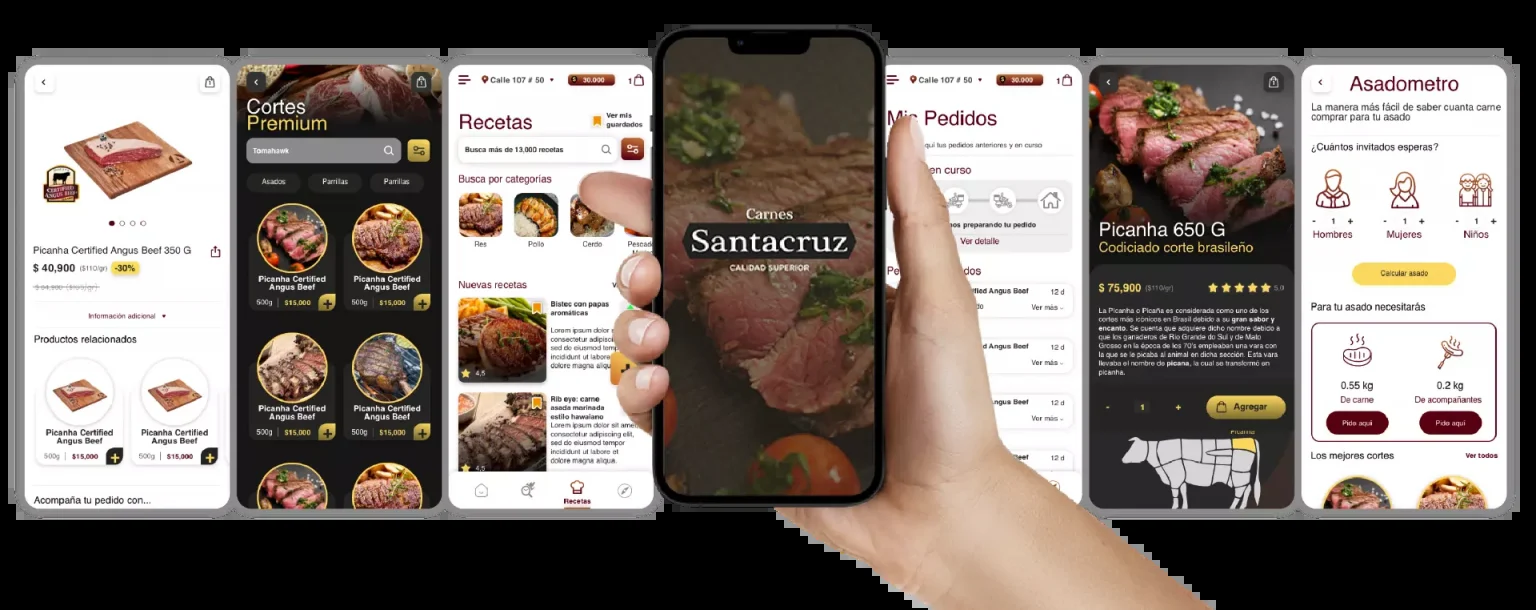 CERTIFIED
ANGUS BEEF
Picanha Certified Angus Beef 350 G
$ 40,900 ($110/gr) -30%
Información adicional
Productos relacionados
Picanha Certified
Angus Beef
500g $15,000 +
Picanha Certified
Angus Beef
500g $15,000 +
Acompaña tu pedido con...
Cortes
Premium
Tomahawk
Asados Parrillas Parrillas
Picanha Certified
Angus Beef
500g $15,000 +
Picanha Certified
Angus Beef
500g $15,000 +
Picanha Certified
Angus Beef
500g $15,000 +
Picanha Certified
Angus Beef
500g $15,000 +
Calle 107 # 50 30.000 1
Recetas
Ver mis
guardados
Busca más de 13,000 recetas
Busca por categorías
Res Pollo Cerdo Pescado
Nuevas recetas
Bistec con papas
aromáticas
Lorem ipsum dolor
consectetur adipiscing
sed do eiusmod temp
incididunt ut labore
dolore magna aliqua
4,5
Rib eye: carne
asada marinada
estilo hawaiano
Lorem ipsum dolor sit amet,
consectetur adipiscing elit,
sed do eiusmod tempor
incididunt ut labore et
dolore magna aliqua.
4,5
Recetas
Carnes
Santacruz
CALIDAD SUPERIOR
Calle 107 # 50 30.000 1
Mis Pedidos
quí tus pedidos anteriores y en curso
en curso
preparando tu pedido
Ver detalle
Angus Beef 12 d
Ver más
Angus Beef 12 d
Ver más
Angus Beef 12 d
Ver más
12 d
Picanha 650 G
Codiciado corte brasileño
$ 75,900 ($110/gr) 5,0
La Picanha o Picaña es considerada como uno de los
cortes más icónicos en Brasil debido a su gran sabor y
encanto. Se cuenta que adquiere dicho nombre debido a
que los ganaderos de Rio Grande do Sul y de Mato
Grosso en la época de los 70's empleaban una vara con
la que se le picaba al animal en dicha sección. Esta vara
llevaba el nombre de picana, la cual se transformó en
picanha.
- 1 + Agregar
Picanha
Asadometro
La manera más fácil de saber cuanta carne
comprar para tu asado
¿Cuántos invitados esperas?
- 1 + - 1 + - 1 +
Hombres Mujeres Niños
Calcular asado
Para tu asado necesitarás
0.55 kg
De carne
Pide aquí
0.2 kg
De acompañantes
Pide aquí
Los mejores cortes Ver todos